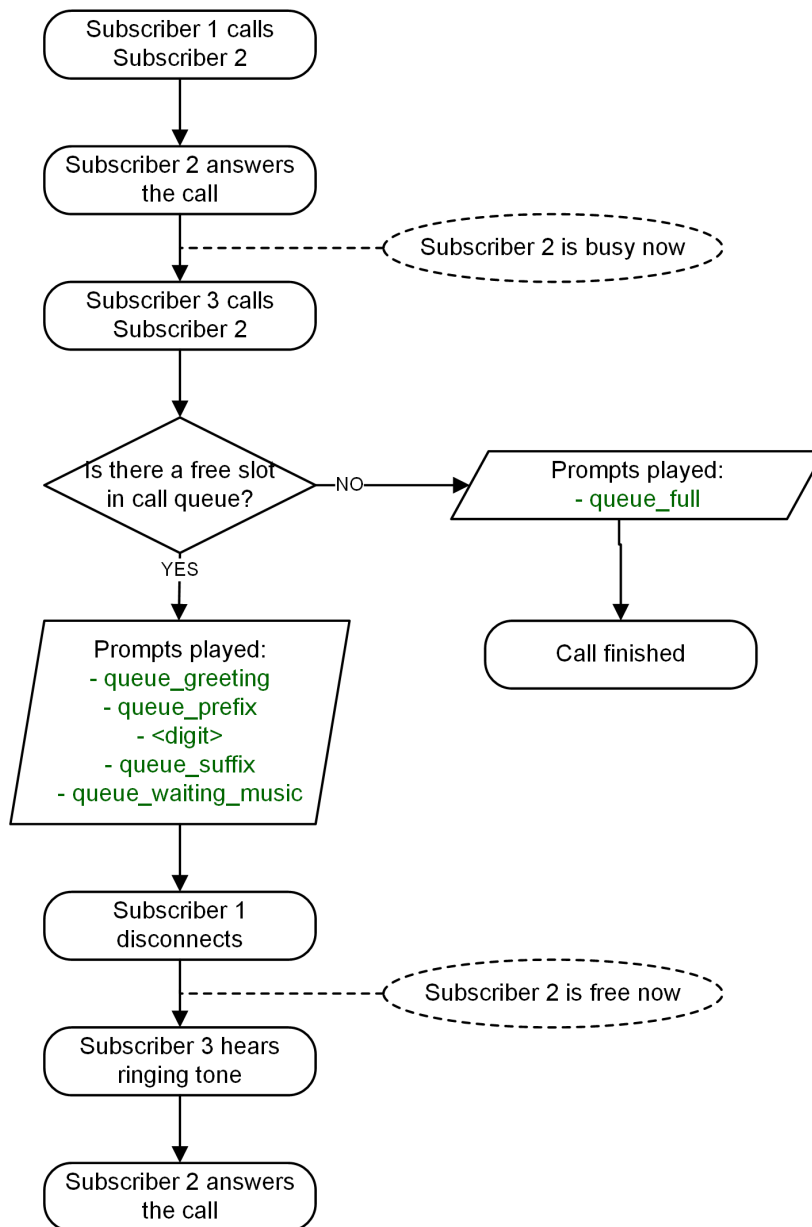 Subscriber 1 calls
Subscriber 2
Subscriber 2 answers
the call
Subscriber 2 is busy now
Subscriber 3 calls
Subscriber 2
Is there a free slot
in call queue?
NO
Prompts played:
- queue_full
YES
Call finished
Prompts played:
- queue_greeting
- queue_prefix
- <digit>
- queue_suffix
- queue_waiting_music
Subscriber 1
disconnects
Subscriber 2 is free now
Subscriber 3 hears
ringing tone
Subscriber 2 answers
the call